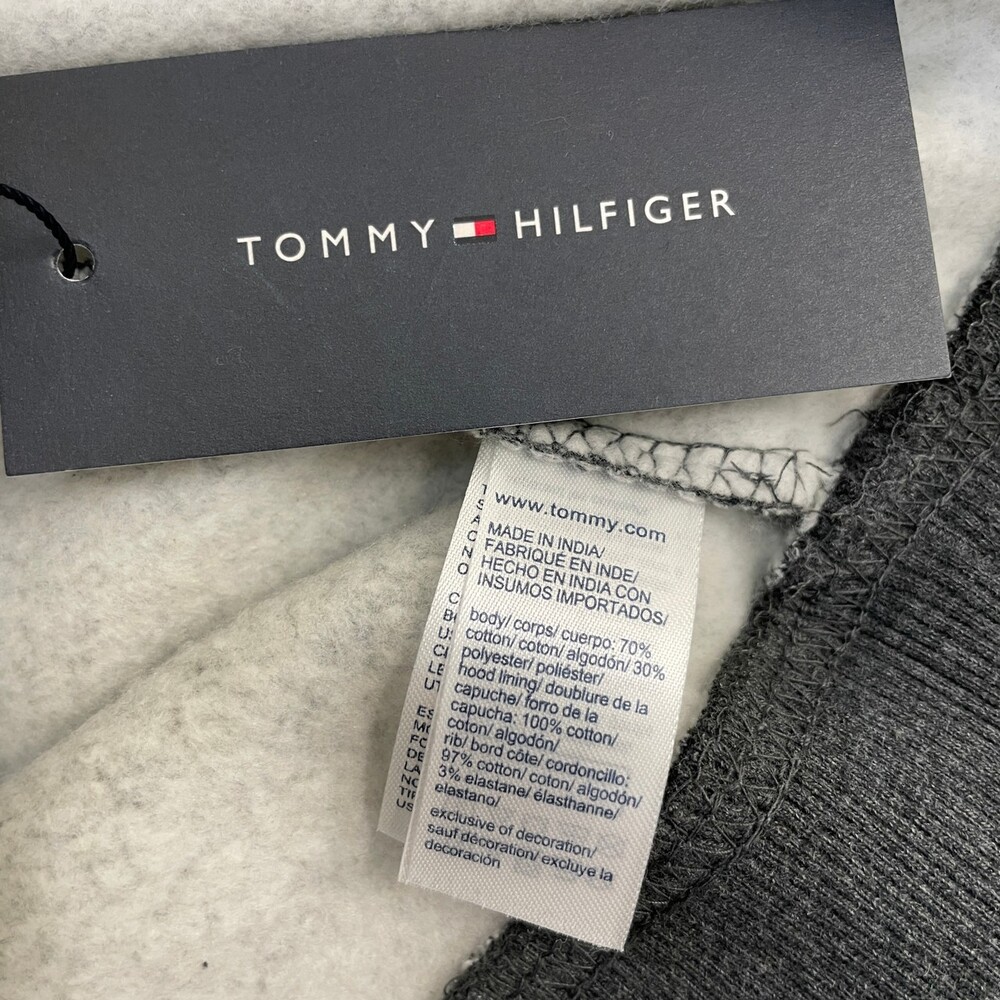 TOMMY HILFIGER
www.tommy.com
MADE IN INDIA/
FABRIQUÉ EN INDE/
HECHO EN INDIA CON
INSUMOS IMPORTADOS/
body/ corps/ cuerpo: 70%
cotton/ coton/ algodón/ 30%
polyester/ poliéster/
hood lining/ doublure de la
capuche/ forro de la
capucha: 100% cotton/
coton/ algodón/
rib/ bord côte/ cordoncillo:
97% cotton/ coton/ algodón/
3% elastane/ élasthanne/
elastano/
exclusive of decoration/
sauf décoration/ excluye la
decoración